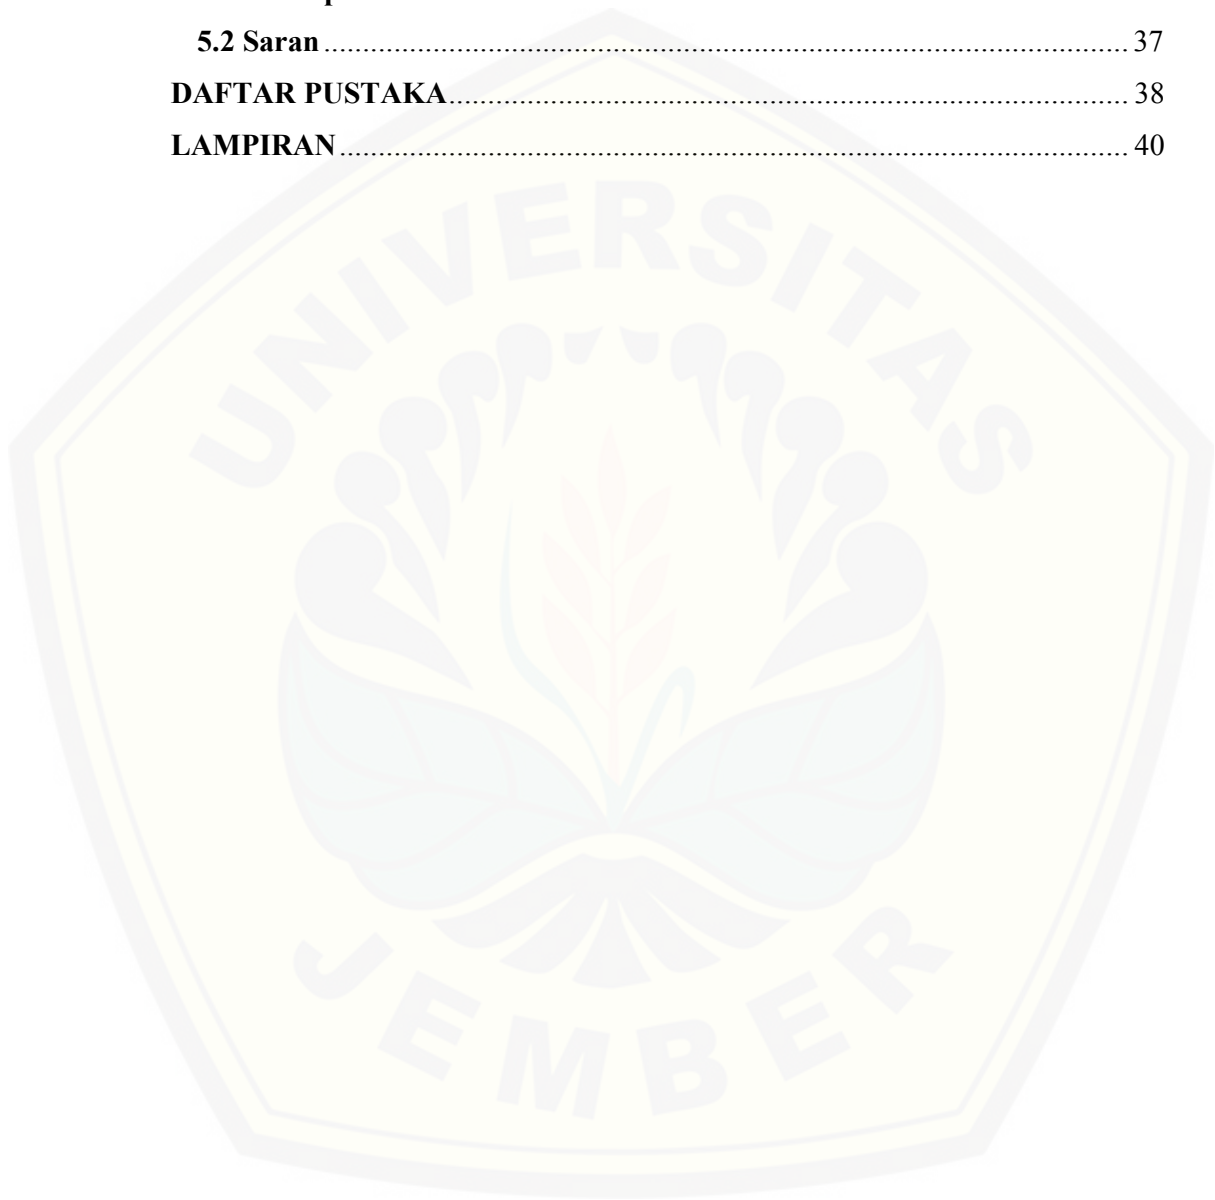 5.2 Saran........................................................................................ 37
DAFTAR PUSTAKA........................................................................ 38
LAMPIRAN.................................................................................... 40
UNIVERSITAS
JEMBER